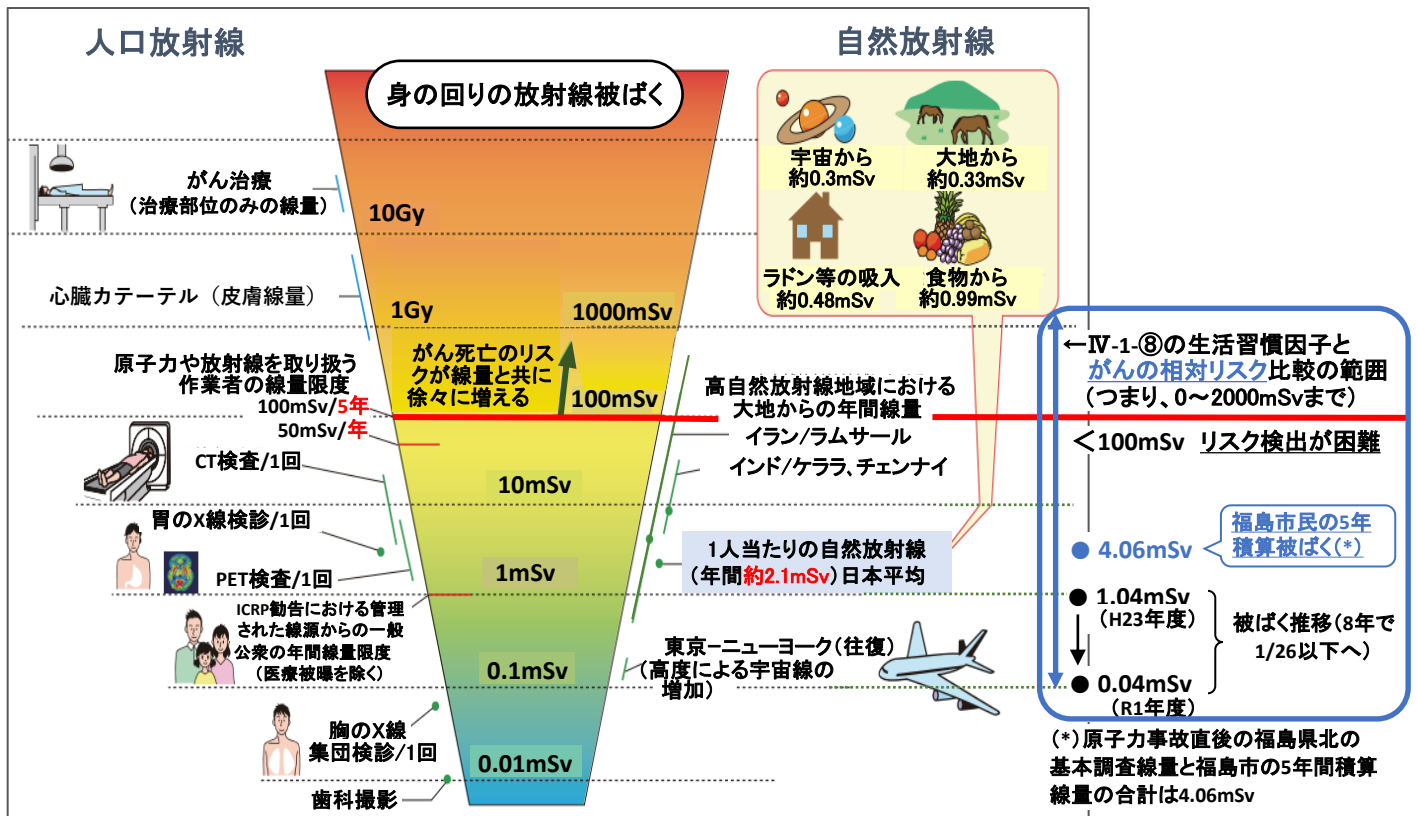 人口放射線
自然放射線
身の回りの放射線被ばく
宇宙から
約0.3mSv
大地から
約0.33mSv
ラドン等の吸入
約0.48mSv
食物から
約0.99mSv
がん治療
（治療部位のみの線量）
10Gy
心臓カテーテル（皮膚線量）
1Gy
1000mSv
原子力や放射線を取り扱う
作業者の線量限度
100mSv/5年
50mSv/年
がん死亡のリス
クが線量と共に
徐々に増える
100mSv
高自然放射線地域における
大地からの年間線量
イラン/ラムサール
インド/ケララ、チェンナイ
CT検査/1回
10mSv
胃のX線検診/1回
PET検査/1回
1mSv
1人当たりの自然放射線
（年間約2.1mSv）日本平均
ICRP勧告における管理
された線源からの一般
公衆の年間線量限度
（医療被曝を除く）
0.1mSv
東京－ニューヨーク（往復）
（高度による宇宙線の
増加）
胸のX線
集団検診/1回
0.01mSv
歯科撮影
←Ⅳ-1-⑧の生活習慣因子と
がんの相対リスク比較の範囲
（つまり、0～2000mSvまで）
＜100mSv リスク検出が困難
4.06mSv
福島市民の5年
積算被ばく(*)
1.04mSv
（H23年度）
0.04mSv
（R1年度）
被ばく推移（8年で
1/26以下へ）
(*)原子力事故直後の福島県北の
基本調査線量と福島市の5年間積算
線量の合計は4.06mSv